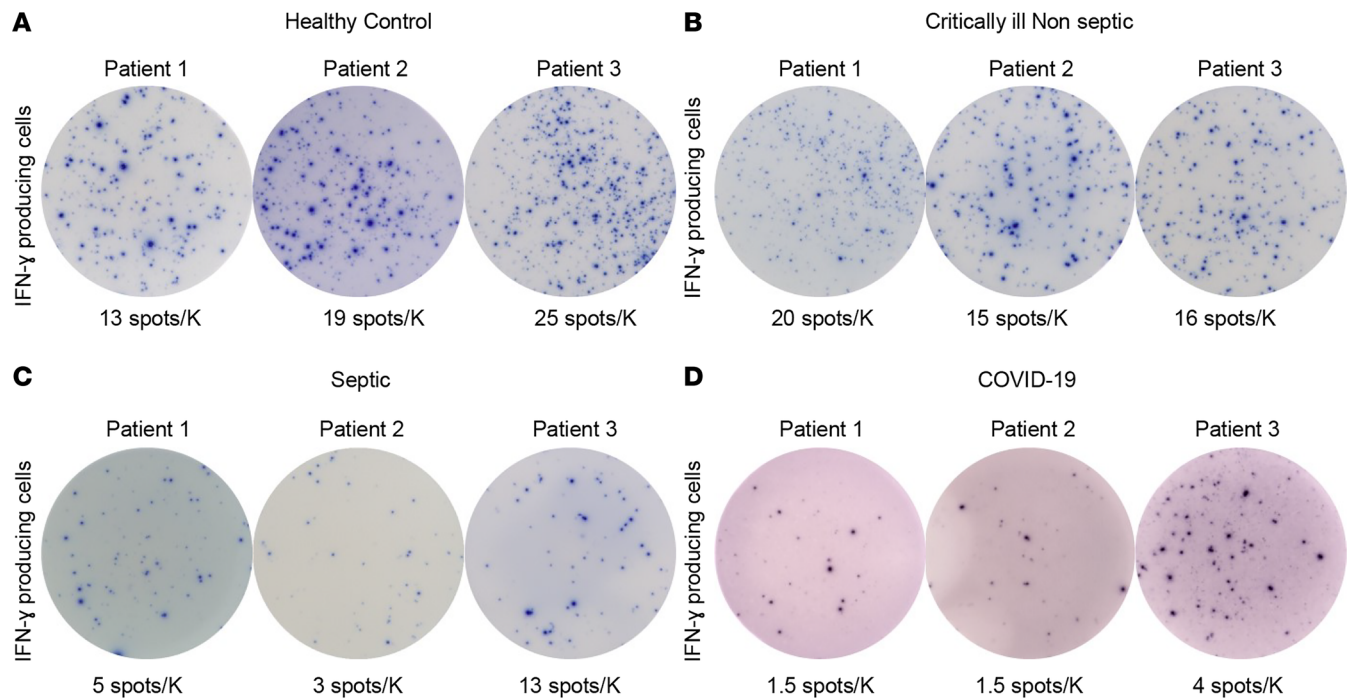 A
Healthy Control
Patient 1
Patient 2
Patient 3
IFN-γ producing cells
13 spots/K
19 spots/K
25 spots/K
B
Critically ill Non septic
Patient 1
Patient 2
Patient 3
IFN-γ producing cells
20 spots/K
15 spots/K
16 spots/K
C
Septic
Patient 1
Patient 2
Patient 3
IFN-γ producing cells
5 spots/K
3 spots/K
13 spots/K
D
COVID-19
Patient 1
Patient 2
Patient 3
IFN-γ producing cells
1.5 spots/K
1.5 spots/K
4 spots/K